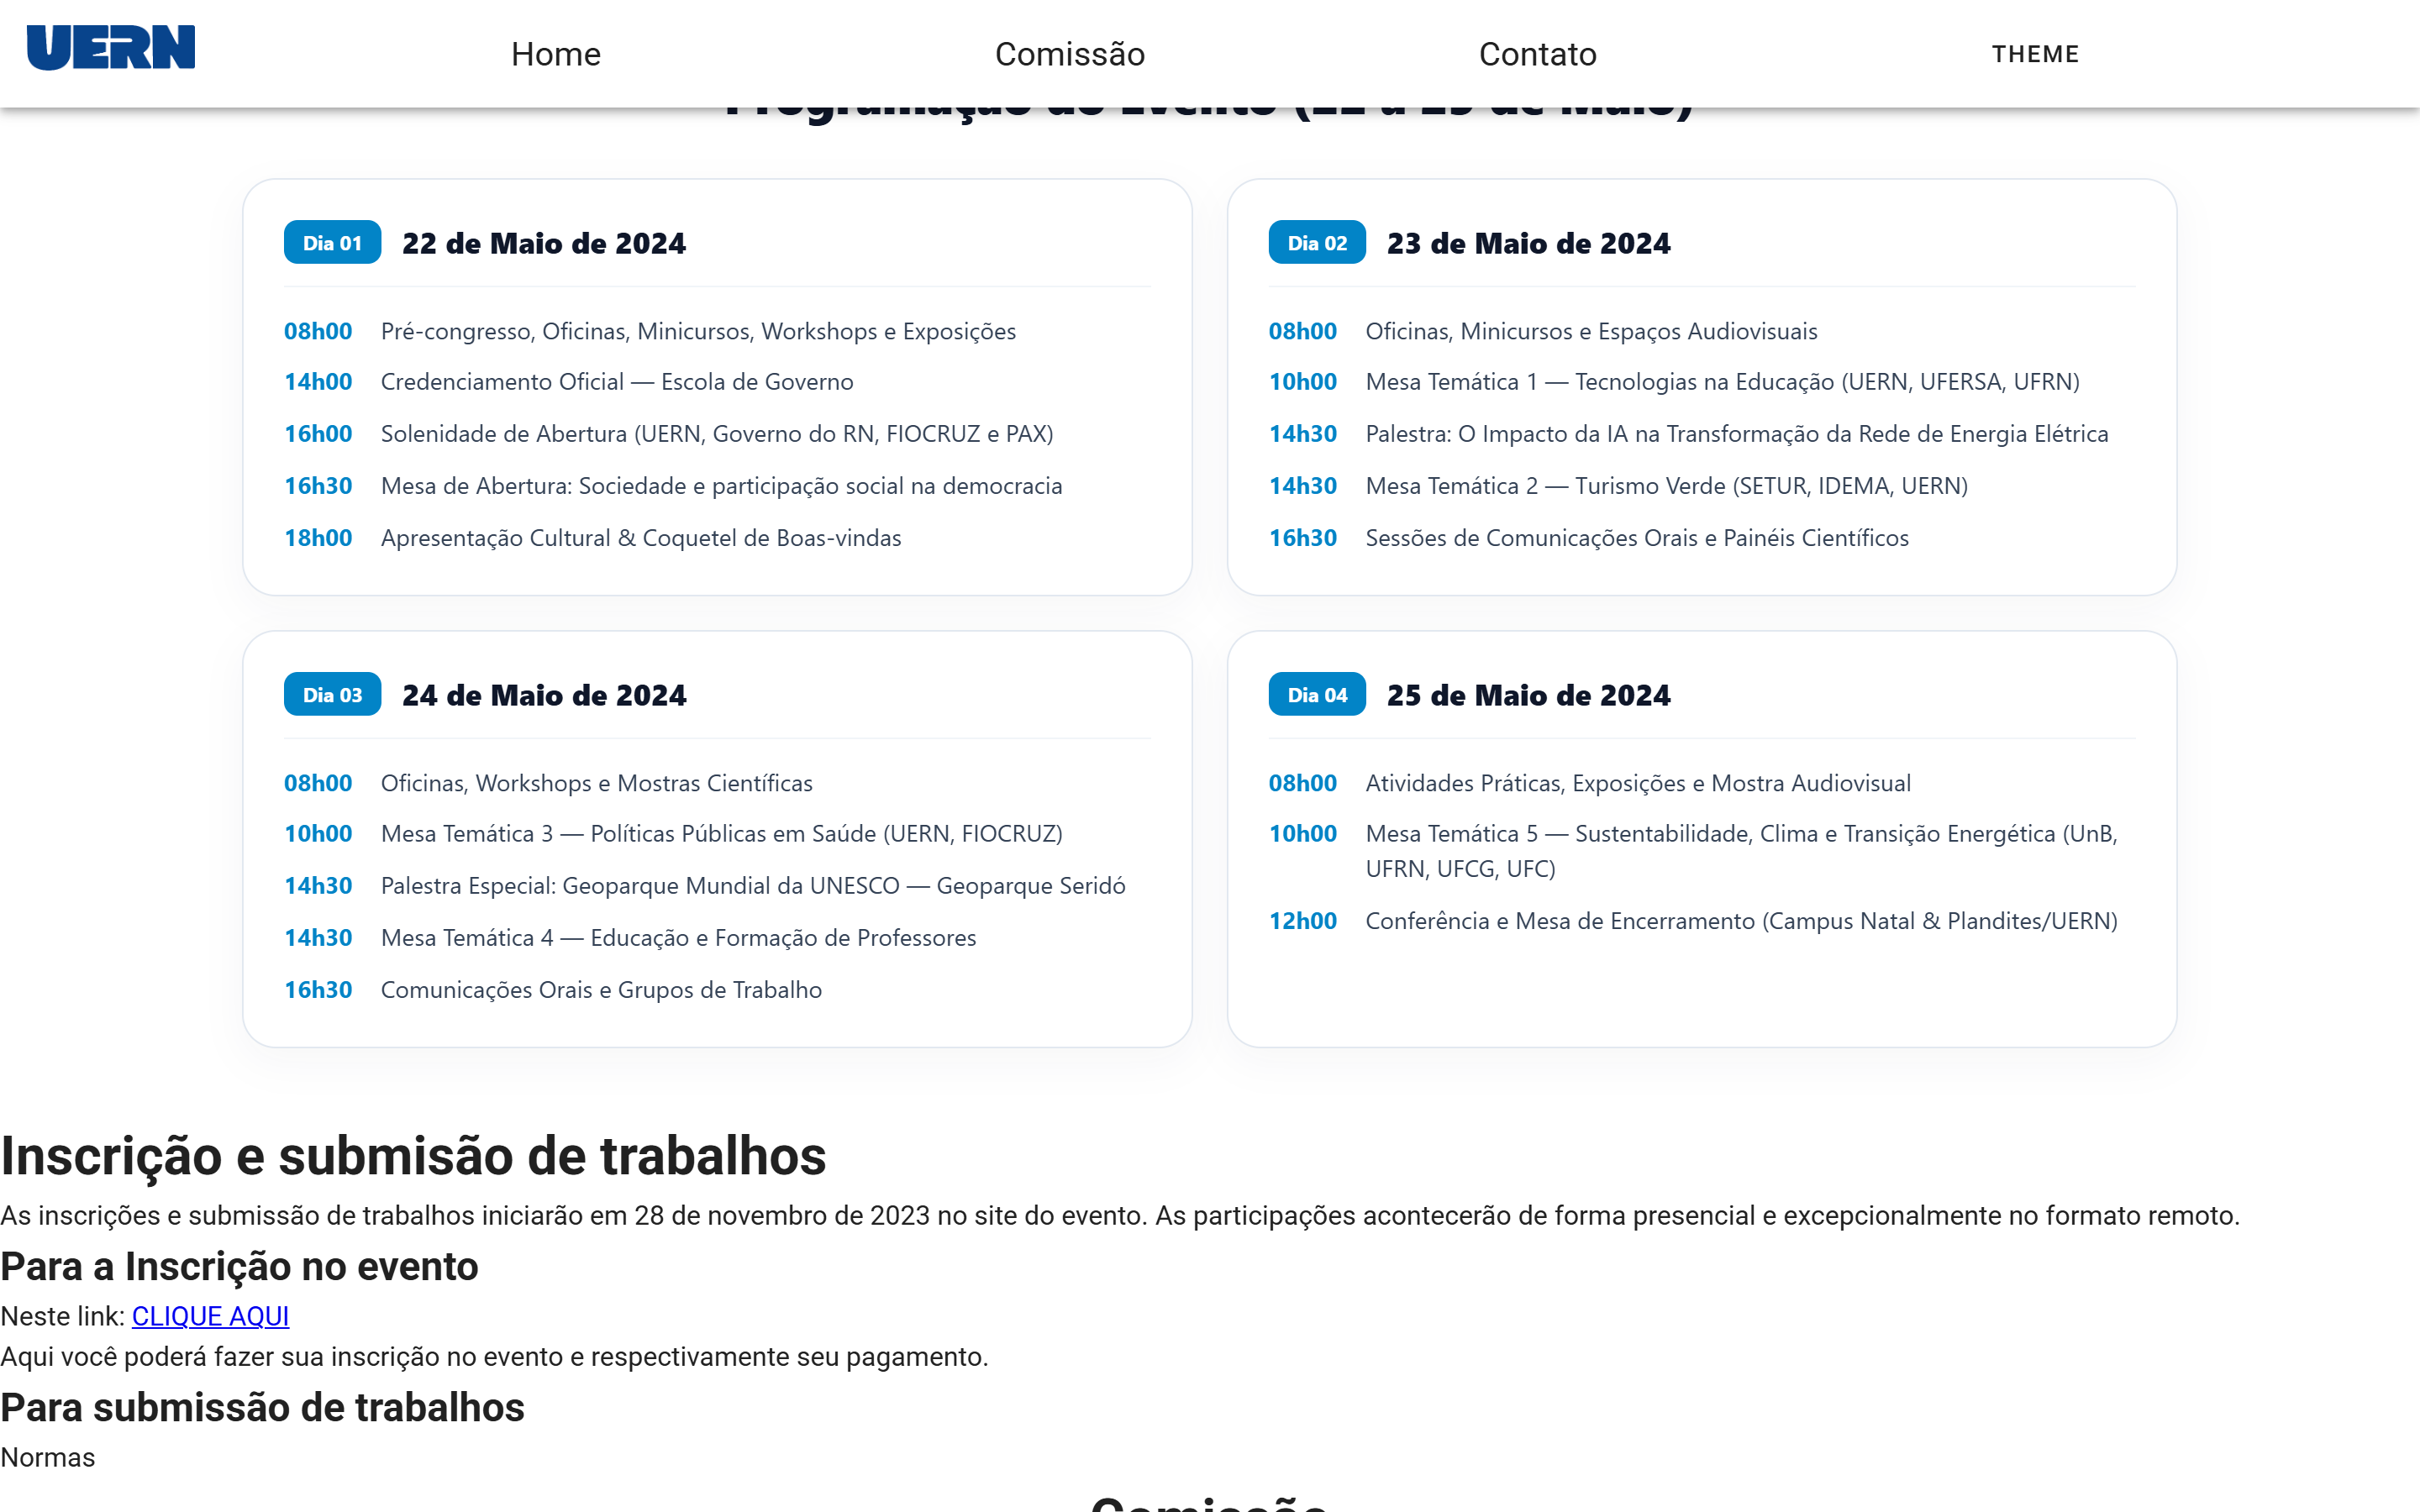 UERN
Home
Comissão
Contato
THEME
Programação do Evento (22 a 25 de Maio)
Dia 01 22 de Maio de 2024
08h00 Pré-congresso, Oficinas, Minicursos, Workshops e Exposições
14h00 Credenciamento Oficial — Escola de Governo
16h00 Solenidade de Abertura (UERN, Governo do RN, FIOCRUZ e PAX)
16h30 Mesa de Abertura: Sociedade e participação social na democracia
18h00 Apresentação Cultural & Coquetel de Boas-vindas
Dia 02 23 de Maio de 2024
08h00 Oficinas, Minicursos e Espaços Audiovisuais
10h00 Mesa Temática 1 — Tecnologias na Educação (UERN, UFERSA, UFRN)
14h30 Palestra: O Impacto da IA na Transformação da Rede de Energia Elétrica
14h30 Mesa Temática 2 — Turismo Verde (SETUR, IDEMA, UERN)
16h30 Sessões de Comunicações Orais e Painéis Científicos
Dia 03 24 de Maio de 2024
08h00 Oficinas, Workshops e Mostras Científicas
10h00 Mesa Temática 3 — Políticas Públicas em Saúde (UERN, FIOCRUZ)
14h30 Palestra Especial: Geoparque Mundial da UNESCO — Geoparque Seridó
14h30 Mesa Temática 4 — Educação e Formação de Professores
16h30 Comunicações Orais e Grupos de Trabalho
Dia 04 25 de Maio de 2024
08h00 Atividades Práticas, Exposições e Mostra Audiovisual
10h00 Mesa Temática 5 — Sustentabilidade, Clima e Transição Energética (UnB,
UFRN, UFCG, UFC)
12h00 Conferência e Mesa de Encerramento (Campus Natal & Plandites/UERN)
Inscrição e submisão de trabalhos
As inscrições e submissão de trabalhos iniciarão em 28 de novembro de 2023 no site do evento. As participações acontecerão de forma presencial e excepcionalmente no formato remoto.
Para a Inscrição no evento
Neste link: CLIQUE AQUI
Aqui você poderá fazer sua inscrição no evento e respectivamente seu pagamento.
Para submissão de trabalhos
Normas
Comissão